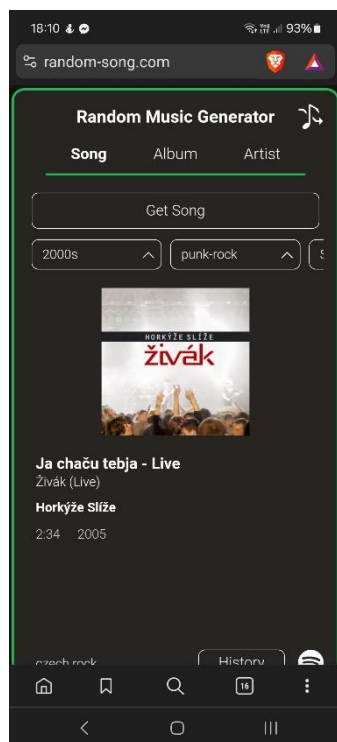 18:10 93%
random-song.com
Random Music Generator
Song Album Artist
Get Song
2000s punk-rock
HORKÝŽE SLÍŽE
živák
Ja chaču tebja - Live
Živák (Live)
Horkýže Slíže
2:34 2005
czech rock History
16